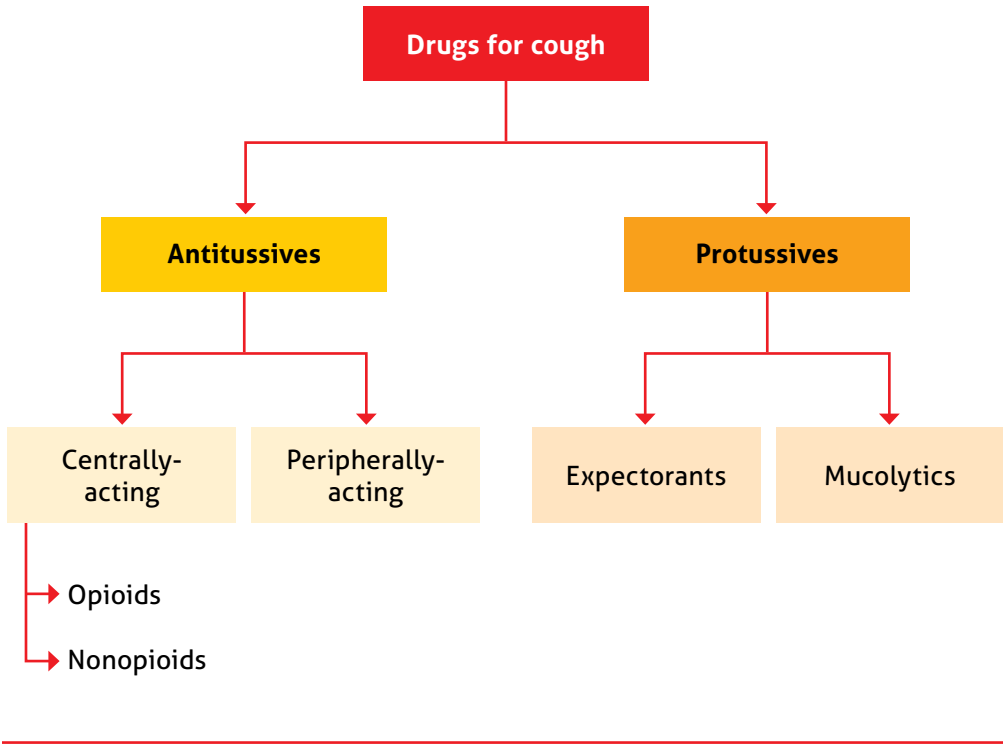 Drugs for cough
Antitussives
Protussives
Centrally-
acting
Peripherally-
acting
Expectorants
Mucolytics
Opioids
Nonopioids